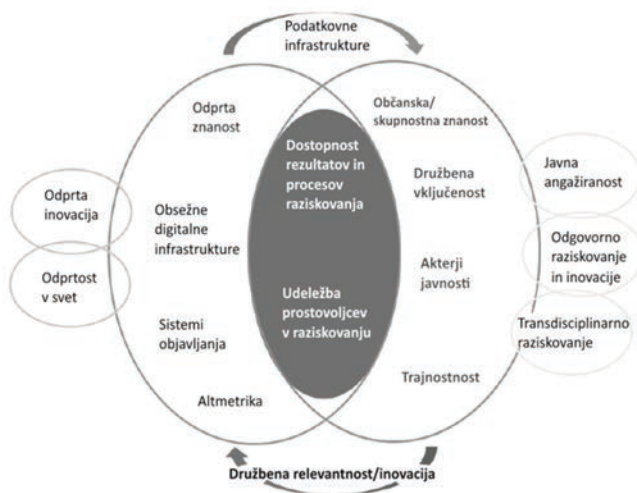 Podatkovne
infrastrukture
Odprta
znanost
Občanska/
skupnostna znanost
Dostopnost
rezultatov in
procesov
raziskovanja
Družbena
vključenost
Javna
angažiranost
Odprta
inovacija
Obsežne
digitalne
infrastrukture
Odgovorno
raziskovanje
in inovacije
Odprtost
v svet
Akterji
javnosti
Udeležba
prostovoljcev
v raziskovanju
Sistemi
objavljanja
Transdisciplinarno
raziskovanje
Trajnostnost
Altmetrika
Družbena relevantnost/inovacija